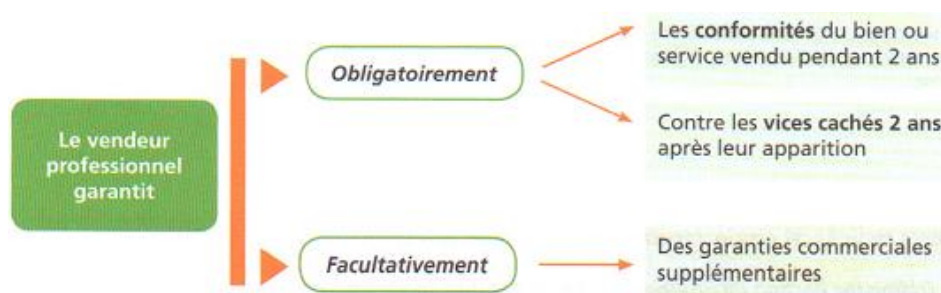 Le vendeur
professionnel
garantit
Obligatoirement
Les conformités du bien ou
service vendu pendant 2 ans
Contre les vices cachés 2 ans
après leur apparition
Facultativement
Des garanties commerciales
supplémentaires